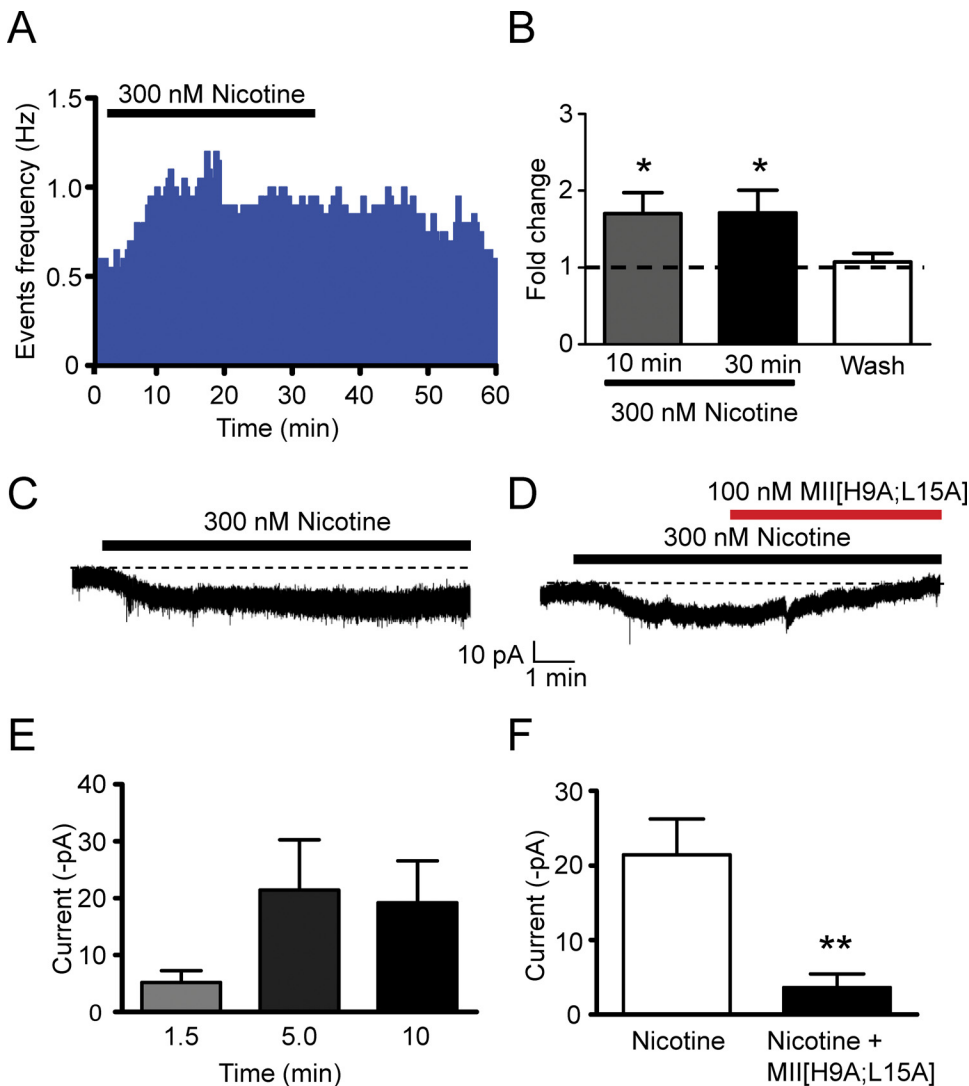 A
300 nM Nicotine
Events frequency (Hz)
1.5
1.0
0.5
0
0 10 20 30 40 50 60
Time (min)
B
Fold change
3
2
1
0
* *
10 min 30 min Wash
300 nM Nicotine
C
300 nM Nicotine
D
100 nM MII[H9A;L15A]
300 nM Nicotine
10 pA
1 min
E
Current (-pA)
40
30
20
10
0
1.5 5.0 10
Time (min)
F
Current (-pA)
30
20
10
0
**
Nicotine Nicotine +
MII[H9A;L15A]